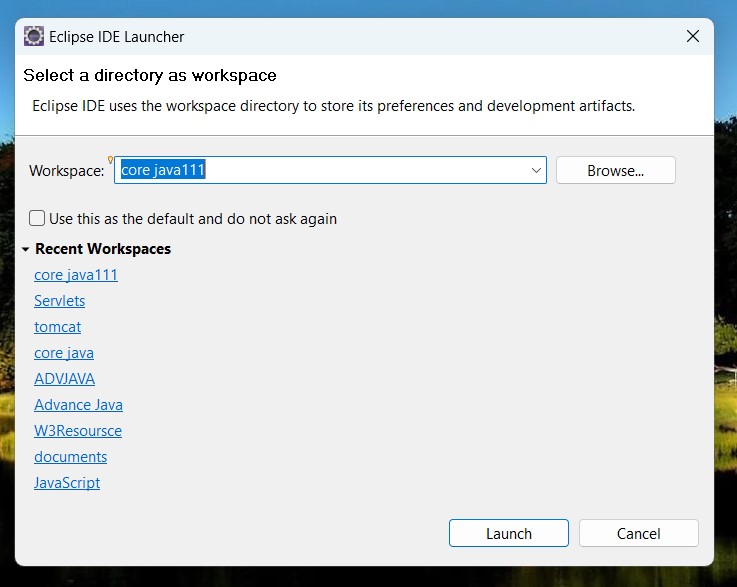 Eclipse IDE Launcher
Select a directory as workspace
Eclipse IDE uses the workspace directory to store its preferences and development artifacts.
Workspace: core java111 Browse...
Use this as the default and do not ask again
Recent Workspaces
core java111
Servlets
tomcat
core java
ADVJAVA
Advance Java
W3Resoursce
documents
JavaScript
Launch Cancel